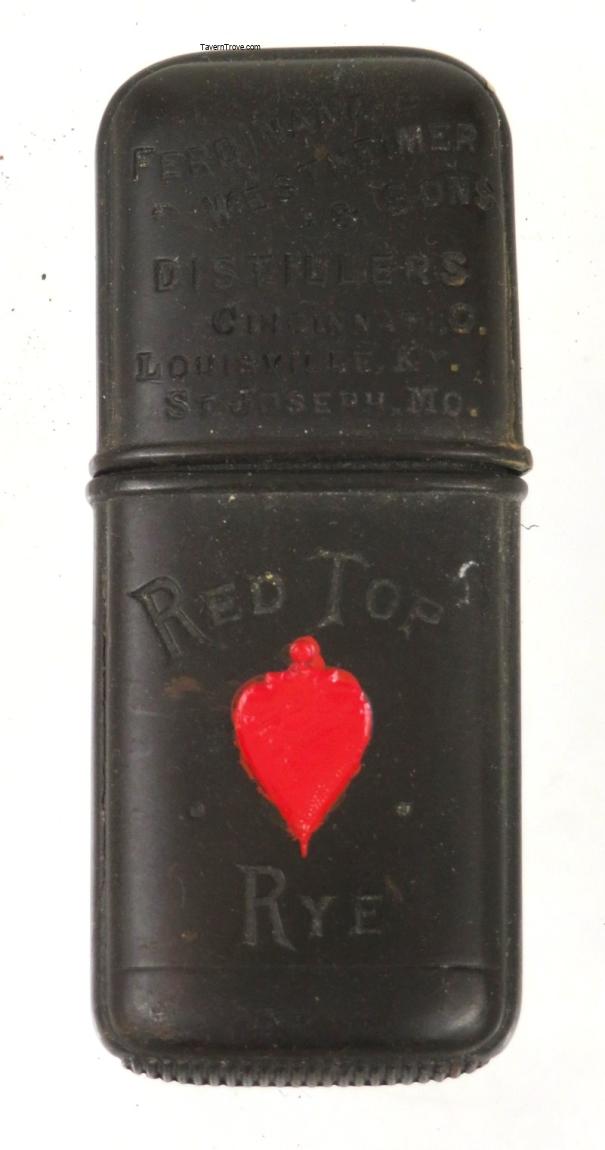 TavernTrove.com
FERDINAND
WESTHEIMER
& SONS
DISTILLERS
CINCINNATI, O.
LOUISVILLE, KY.
ST. JOSEPH, MO.
RED TOP
RYE